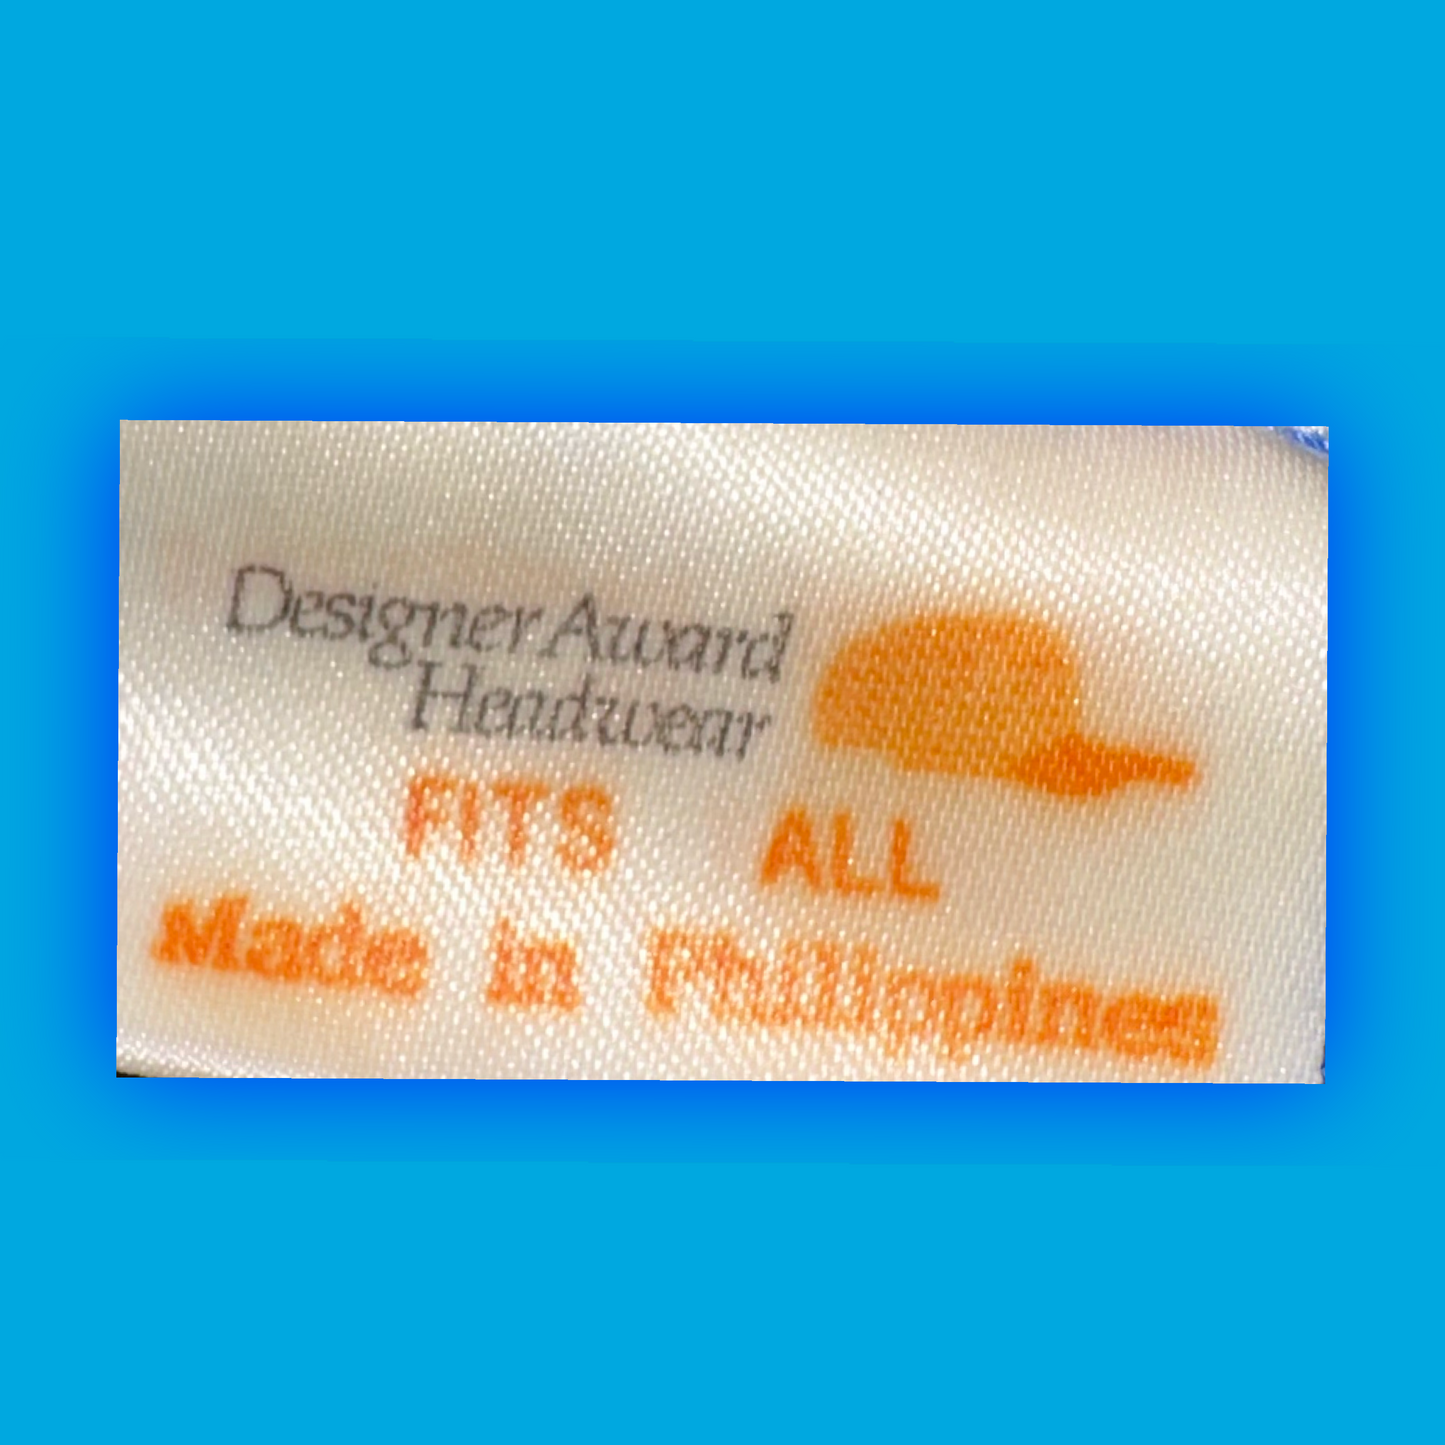 Designer Award
Headwear
FITS ALL
Made in Philippines